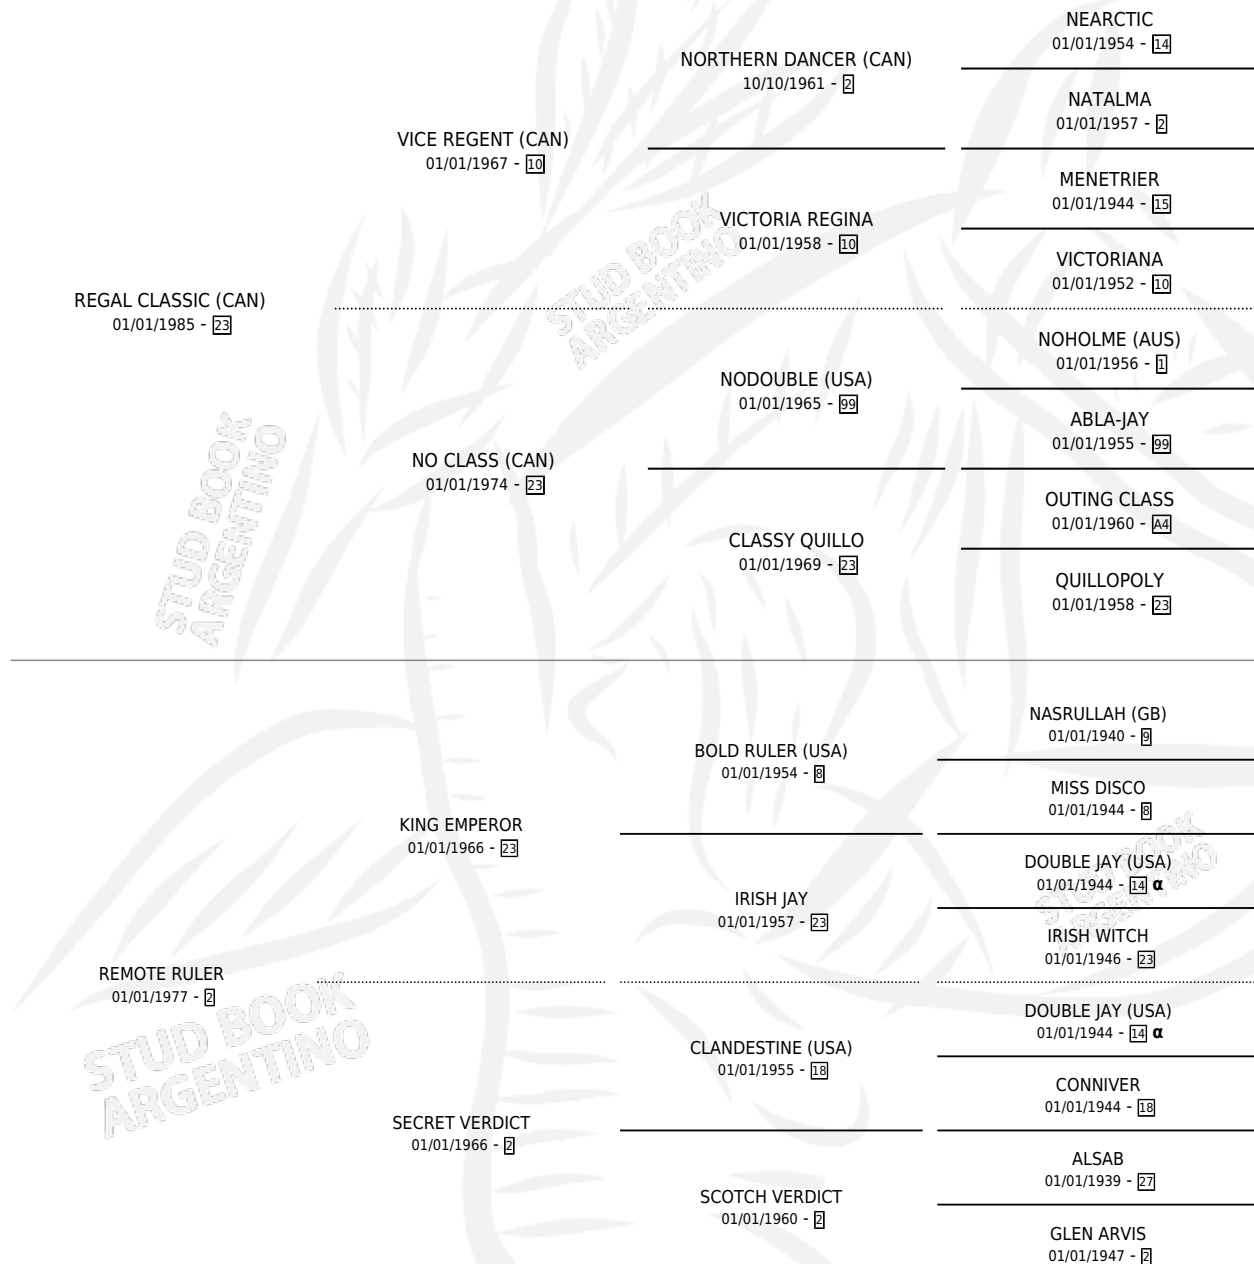 NEARCTIC
01/01/1954 - 14
NORTHERN DANCER (CAN)
10/10/1961 - 2
NATALMA
01/01/1957 - 2
VICE REGENT (CAN)
01/01/1967 - 10
MENETRIER
01/01/1944 - 15
VICTORIA REGINA
01/01/1958 - 10
VICTORIANA
01/01/1952 - 10
STUD BOOK
ARGENTINO
REGAL CLASSIC (CAN)
01/01/1985 - 23
NOHOLME (AUS)
01/01/1956 - 1
NODOUBLE (USA)
01/01/1965 - 99
ABLA-JAY
01/01/1955 - 99
NO CLASS (CAN)
01/01/1974 - 23
OUTING CLASS
01/01/1960 - A4
CLASSY QUILLO
01/01/1969 - 23
QUILLOPOLY
01/01/1958 - 23
STUD BOOK
ARGENTINO
NASRULLAH (GB)
01/01/1940 - 9
BOLD RULER (USA)
01/01/1954 - 8
MISS DISCO
01/01/1944 - 8
KING EMPEROR
01/01/1966 - 23
DOUBLE JAY (USA)
01/01/1944 - 14 α
IRISH JAY
01/01/1957 - 23
IRISH WITCH
01/01/1946 - 23
STUD BOOK
ARGENTINO
REMOTE RULER
01/01/1977 - 2
DOUBLE JAY (USA)
01/01/1944 - 14 α
CLANDESTINE (USA)
01/01/1955 - 18
CONNIVER
01/01/1944 - 18
STUD BOOK
ARGENTINO
SECRET VERDICT
01/01/1966 - 2
ALSAB
01/01/1939 - 27
SCOTCH VERDICT
01/01/1960 - 2
GLEN ARVIS
01/01/1947 - 2